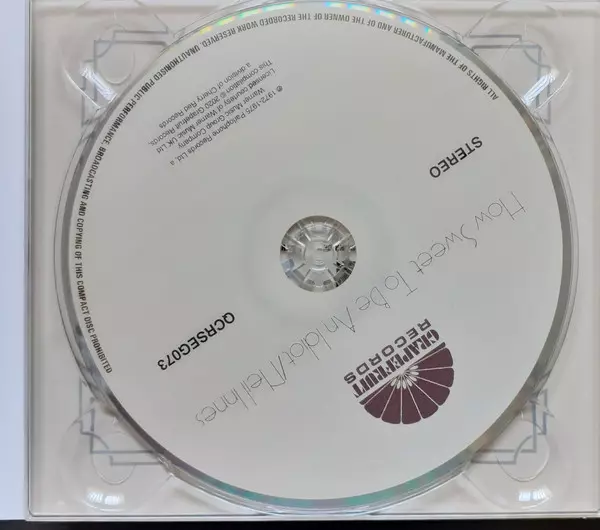 GRAPEFRUIT
RECORDS
How Sweet To Be An Idiot/Neil Innes
STEREO
QCRSEG073
℗ 1972-1975 Parlophone Records Ltd, a
Warner Music Group Company
Licensed courtesy of Warner Music UK Ltd
This compilation © 2020 Grapefruit Records,
a division of Cherry Red Records
ALL RIGHTS OF THE MANUFACTURER AND OF THE OWNER OF THE RECORDED WORK RESERVED. UNAUTHORISED PUBLIC PERFORMANCE, BROADCASTING AND COPYING OF THIS COMPACT DISC PROHIBITED